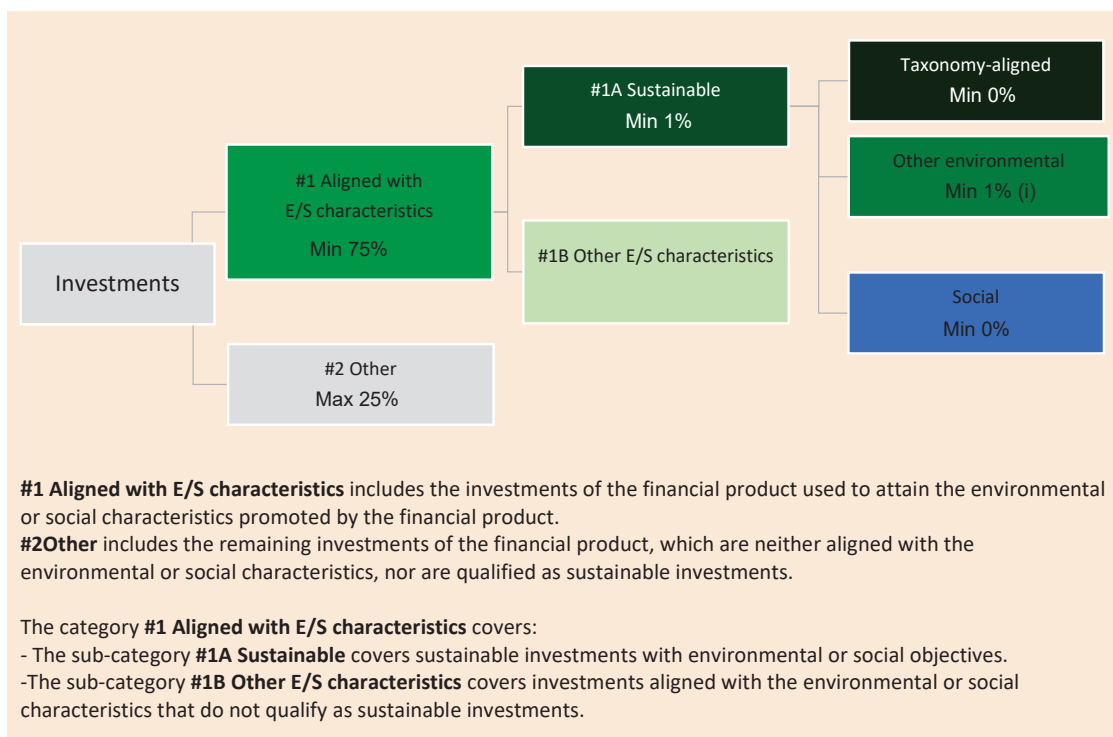 Investments
#1 Aligned with
E/S characteristics
Min 75%
#2 Other
Max 25%
#1A Sustainable
Min 1%
#1B Other E/S characteristics
Taxonomy-aligned
Min 0%
Other environmental
Min 1% (i)
Social
Min 0%
#1 Aligned with E/S characteristics includes the investments of the financial product used to attain the environmental
or social characteristics promoted by the financial product.
#2Other includes the remaining investments of the financial product, which are neither aligned with the
environmental or social characteristics, nor are qualified as sustainable investments.
The category #1 Aligned with E/S characteristics covers:
- The sub-category #1A Sustainable covers sustainable investments with environmental or social objectives.
-The sub-category #1B Other E/S characteristics covers investments aligned with the environmental or social
characteristics that do not qualify as sustainable investments.